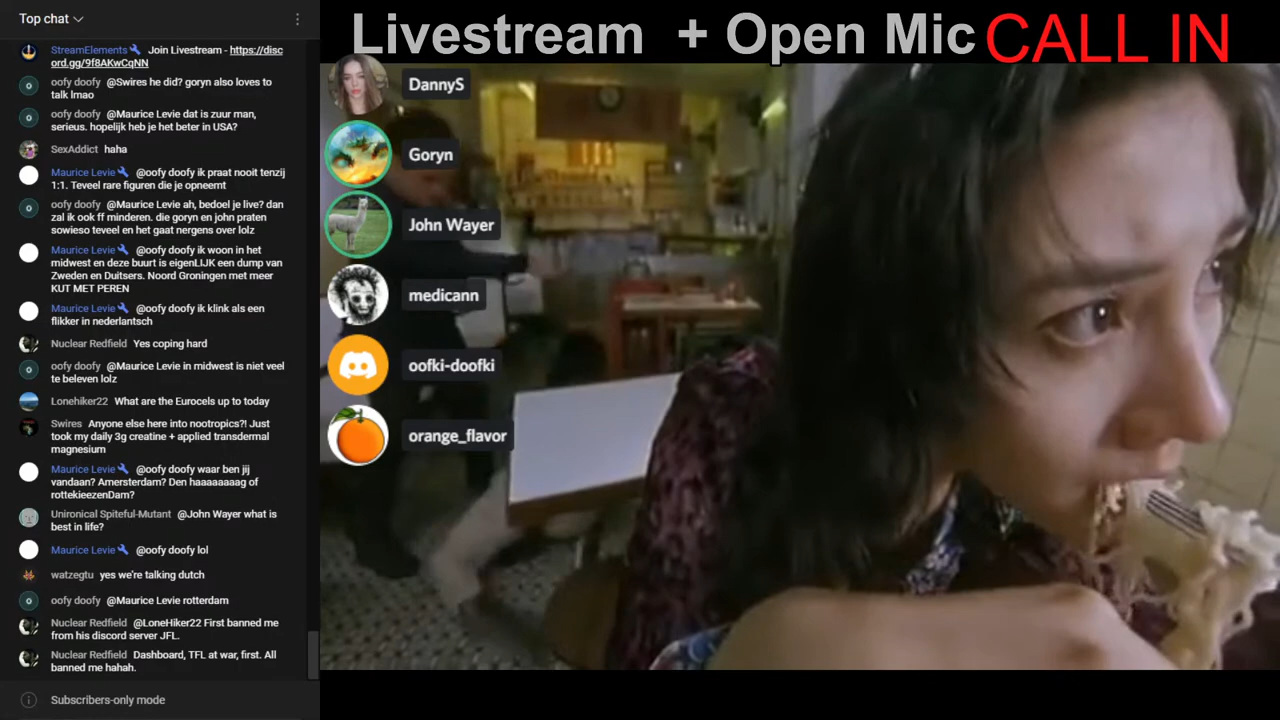 Top chat
StreamElements Join Livestream - https://disc
ord.gg/9f8AKwCqNN
oofy doofy @Swires he did? goryn also loves to
talk lmao
oofy doofy @Maurice Levie dat is zuur man,
serieus. hopelijk heb je het beter in USA?
SexAddict haha
Maurice Levie @oofy doofy ik praat nooit tenzij
1:1. Teveel rare figuren die je opneemt
oofy doofy @Maurice Levie ah, bedoel je live? dan
zal ik ook ff minderen. die goryn en john praten
sowieso teveel en het gaat nergens over lolz
Maurice Levie @oofy doofy ik woon in het
midwest en deze buurt is eigenLIJK een dump van
Zweden en Duitsers. Noord Groningen met meer
KUT MET PEREN
Maurice Levie @oofy doofy ik klink als een
flikker in nederlantsch
Nuclear Redfield Yes coping hard
oofy doofy @Maurice Levie in midwest is niet veel
te beleven lolz
Lonehiker22 What are the Eurocels up to today
Swires Anyone else here into nootropics?! Just
took my daily 3g creatine + applied transdermal
magnesium
Maurice Levie @oofy doofy waar ben jij
vandaan? Amersterdam? Den haaaaaaaag of
rottekieezenDam?
Unironical Spiteful-Mutant @John Wayer what is
best in life?
Maurice Levie @oofy doofy lol
watzegtu yes we're talking dutch
oofy doofy @Maurice Levie rotterdam
Nuclear Redfield @LoneHiker22 First banned me
from his discord server JFL.
Nuclear Redfield Dashboard, TFL at war, first. All
banned me hahah.
Subscribers-only mode
Livestream + Open Mic CALL IN
DannyS
Goryn
John Wayer
medicann
oofki-doofki
orange_flavor